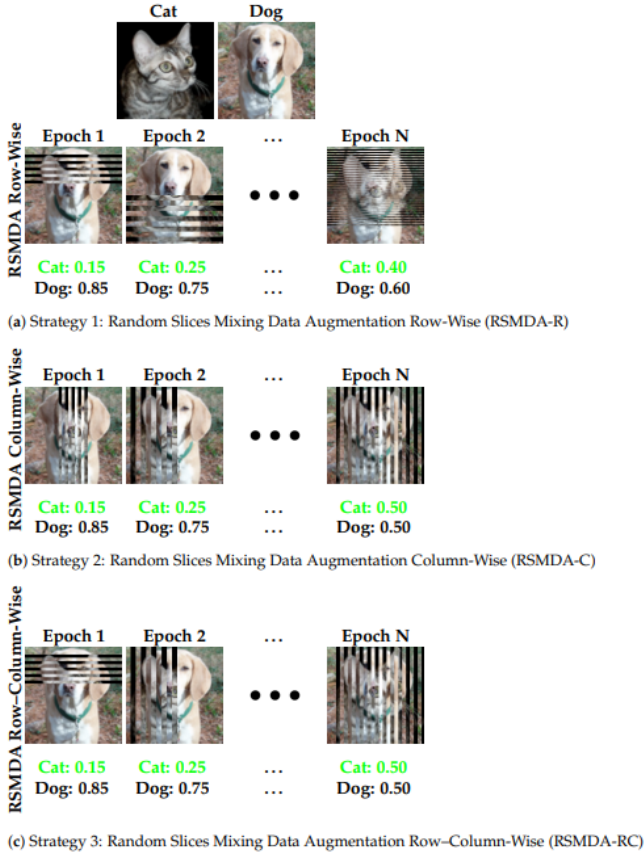 Cat Dog
RSMDA Row-Wise
Epoch 1 Epoch 2 ... Epoch N
Cat: 0.15 Cat: 0.25 ... Cat: 0.40
Dog: 0.85 Dog: 0.75 ... Dog: 0.60
(a) Strategy 1: Random Slices Mixing Data Augmentation Row-Wise (RSMDA-R)
RSMDA Column-Wise
Epoch 1 Epoch 2 ... Epoch N
Cat: 0.15 Cat: 0.25 ... Cat: 0.50
Dog: 0.85 Dog: 0.75 ... Dog: 0.50
(b) Strategy 2: Random Slices Mixing Data Augmentation Column-Wise (RSMDA-C)
RSMDA Row–Column-Wise
Epoch 1 Epoch 2 ... Epoch N
Cat: 0.15 Cat: 0.25 ... Cat: 0.50
Dog: 0.85 Dog: 0.75 ... Dog: 0.50
(c) Strategy 3: Random Slices Mixing Data Augmentation Row–Column-Wise (RSMDA-RC)